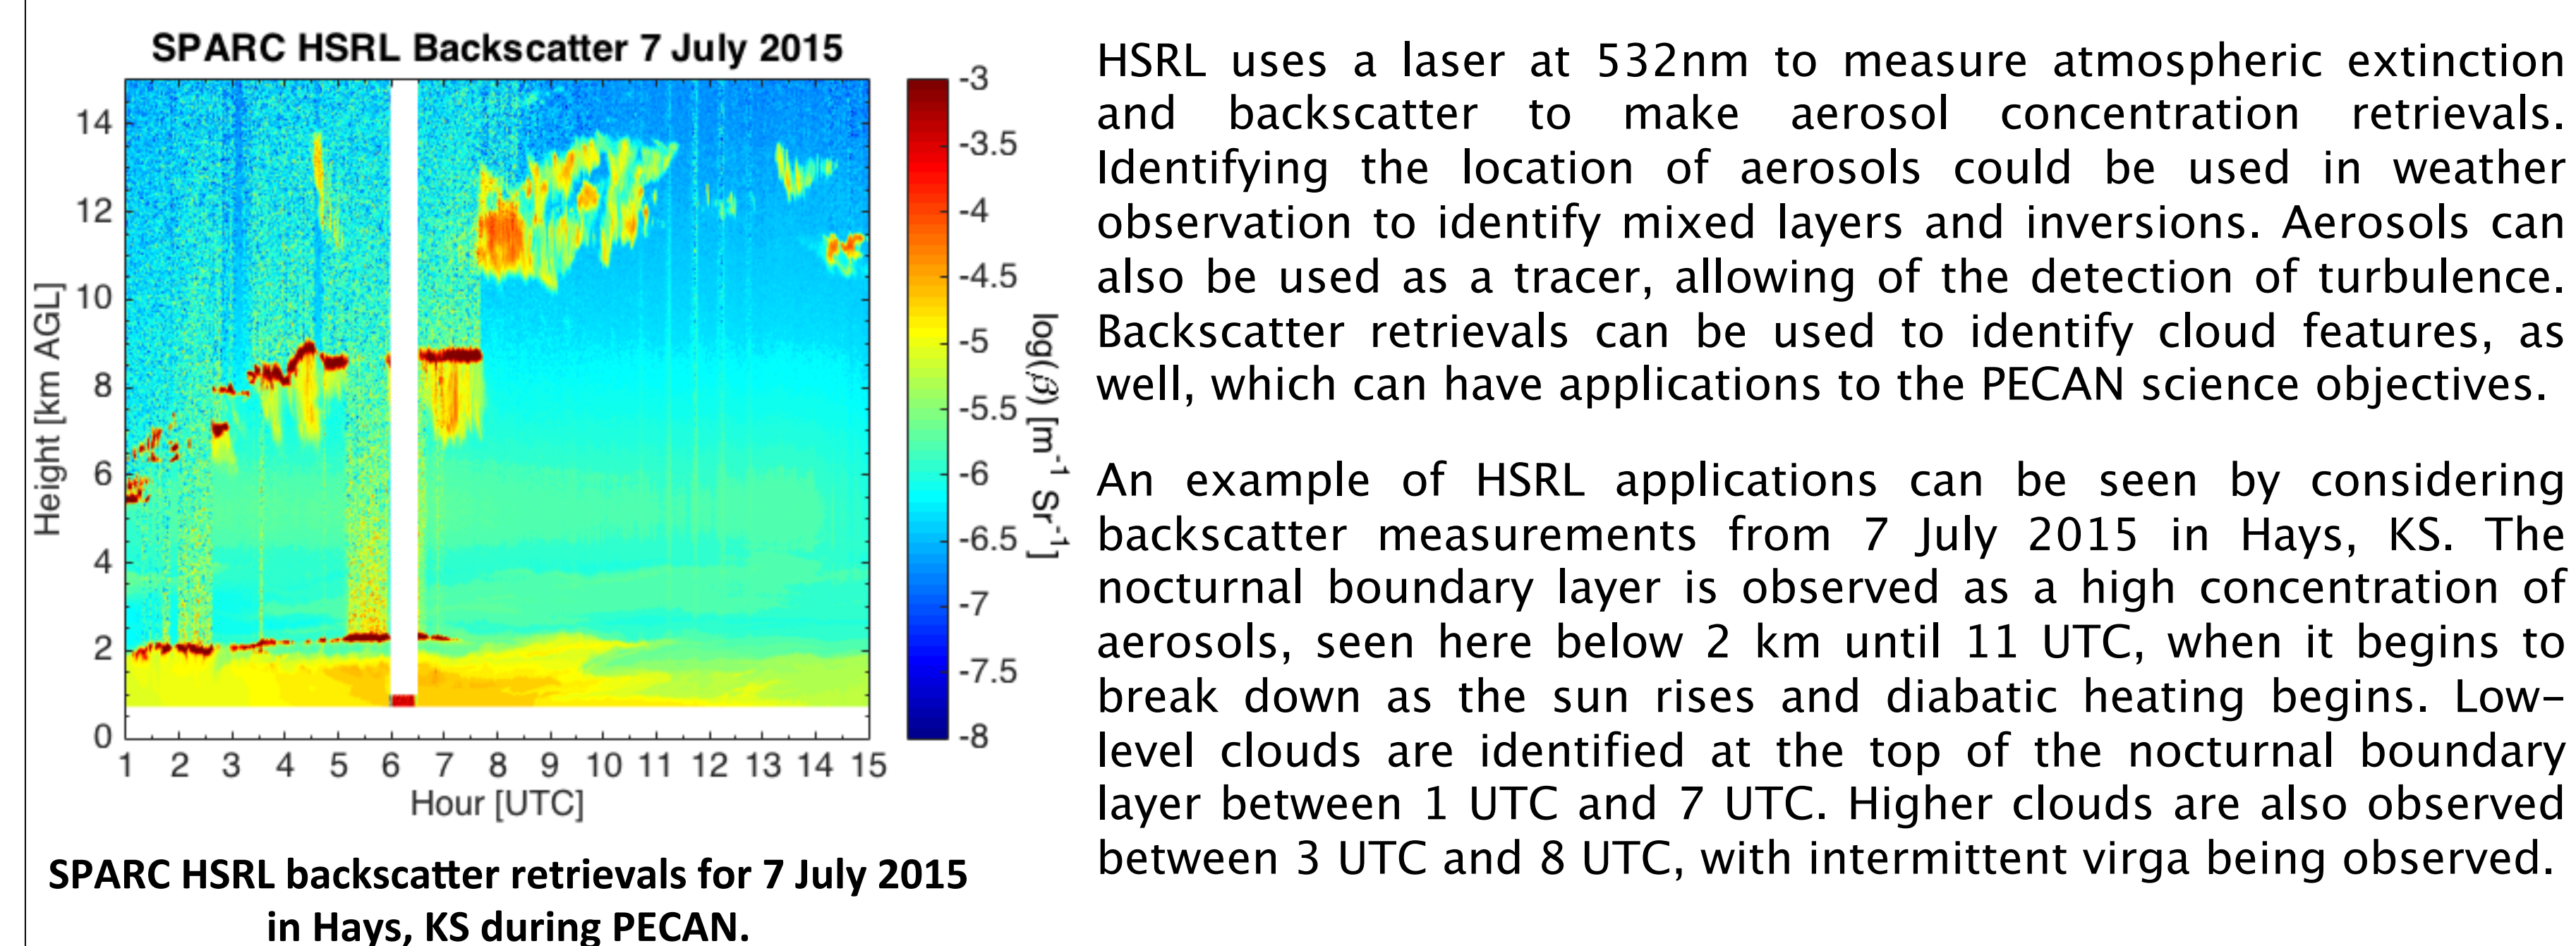 SPARC HSRL Backscatter 7 July 2015
14
12
10
8
6
4
2
0
Height [km AGL]
1 2 3 4 5 6 7 8 9 10 11 12 13 14 15
Hour [UTC]
-3
-3.5
-4
-4.5
-5
-5.5
-6
-6.5
-7
-7.5
-8
log(β) [m⁻¹ Sr⁻¹]
SPARC HSRL backscatter retrievals for 7 July 2015
in Hays, KS during PECAN.
HSRL uses a laser at 532nm to measure atmospheric extinction
and backscatter to make aerosol concentration retrievals.
Identifying the location of aerosols could be used in weather
observation to identify mixed layers and inversions. Aerosols can
also be used as a tracer, allowing of the detection of turbulence.
Backscatter retrievals can be used to identify cloud features, as
well, which can have applications to the PECAN science objectives.
An example of HSRL applications can be seen by considering
backscatter measurements from 7 July 2015 in Hays, KS. The
nocturnal boundary layer is observed as a high concentration of
aerosols, seen here below 2 km until 11 UTC, when it begins to
break down as the sun rises and diabatic heating begins. Low-
level clouds are identified at the top of the nocturnal boundary
layer between 1 UTC and 7 UTC. Higher clouds are also observed
between 3 UTC and 8 UTC, with intermittent virga being observed.